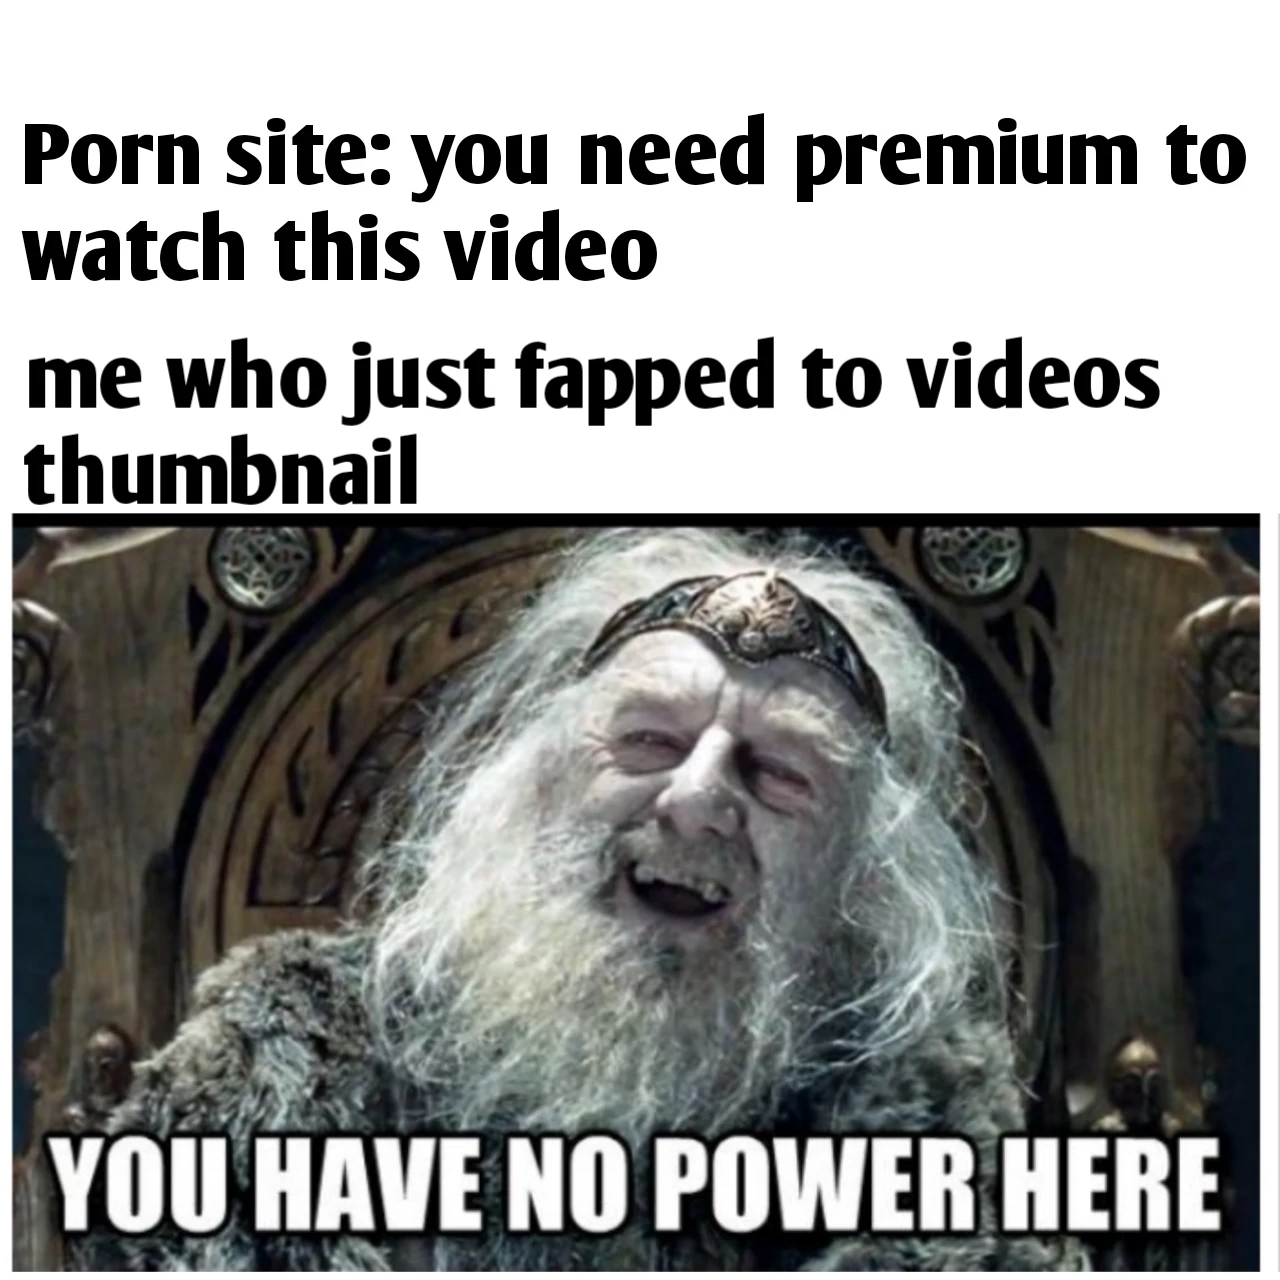 Porn site: you need premium to
watch this video
me who just fapped to videos
thumbnail
YOU HAVE NO POWER HERE